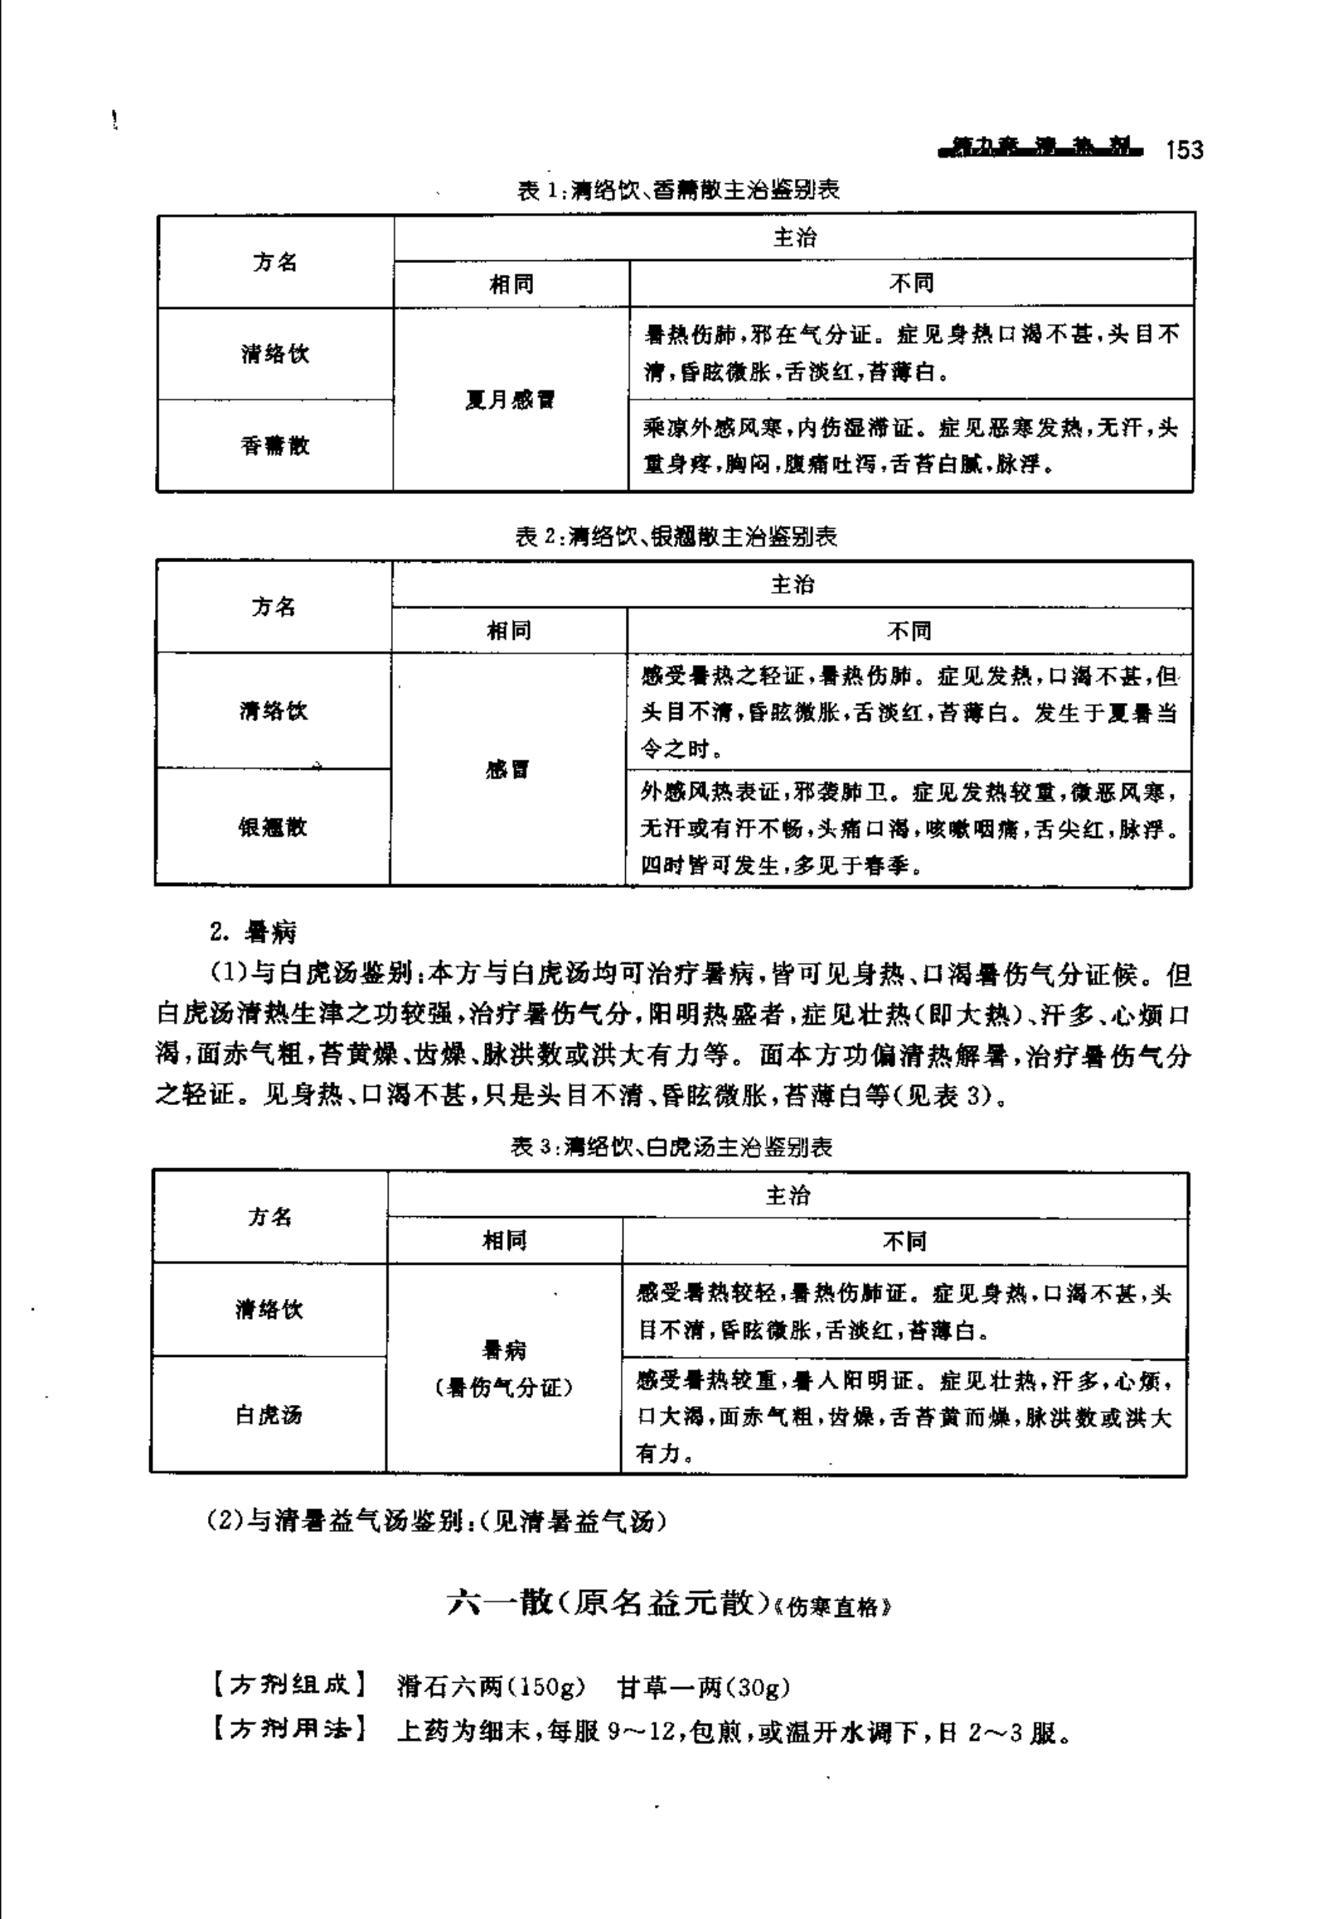 第九章 清热剂 153
表 1:清络饮、香薷散主治鉴别表
方名
主治
相同
不同
清络饮
夏月感冒
暑热伤肺,邪在气分证。症见身热口渴不甚,头目不
清,昏眩微胀,舌淡红,苔薄白。
香薷散
乘凉外感风寒,内伤湿滞证。症见恶寒发热,无汗,头
重身疼,胸闷,腹痛吐泻,舌苔白腻,脉浮。
表 2:清络饮、银翘散主治鉴别表
方名
主治
相同
不同
清络饮
感冒
感受暑热之轻证,暑热伤肺。症见发热,口渴不甚,但
头目不清,昏眩微胀,舌淡红,苔薄白。发生于夏暑当
令之时。
银翘散
外感风热表证,邪袭肺卫。症见发热较重,微恶风寒,
无汗或有汗不畅,头痛口渴,咳嗽咽痛,舌尖红,脉浮。
四时皆可发生,多见于春季。
2. 暑病
(1)与白虎汤鉴别:本方与白虎汤均可治疗暑病,皆可见身热、口渴暑伤气分证候。但
白虎汤清热生津之功较强,治疗暑伤气分,阳明热盛者,症见壮热(即大热)、汗多、心烦口
渴,面赤气粗,苔黄燥、齿燥、脉洪数或洪大有力等。面本方功偏清热解暑,治疗暑伤气分
之轻证。见身热、口渴不甚,只是头目不清、昏眩微胀,苔薄白等(见表 3)。
表 3:清络饮、白虎汤主治鉴别表
方名
主治
相同
不同
清络饮
暑病
(暑伤气分证)
感受暑热较轻,暑热伤肺证。症见身热,口渴不甚,头
目不清,昏眩微胀,舌淡红,苔薄白。
白虎汤
感受暑热较重,暑人阳明证。症见壮热,汗多,心烦,
口大渴,面赤气粗,齿燥,舌苔黄而燥,脉洪数或洪大
有力。
(2)与清暑益气汤鉴别:(见清暑益气汤)
六一散(原名益元散)《伤寒直格》
【方剂组成】 滑石六两(150g) 甘草一两(30g)
【方剂用法】 上药为细末,每服 9～12,包煎,或温开水调下,日 2～3 服。